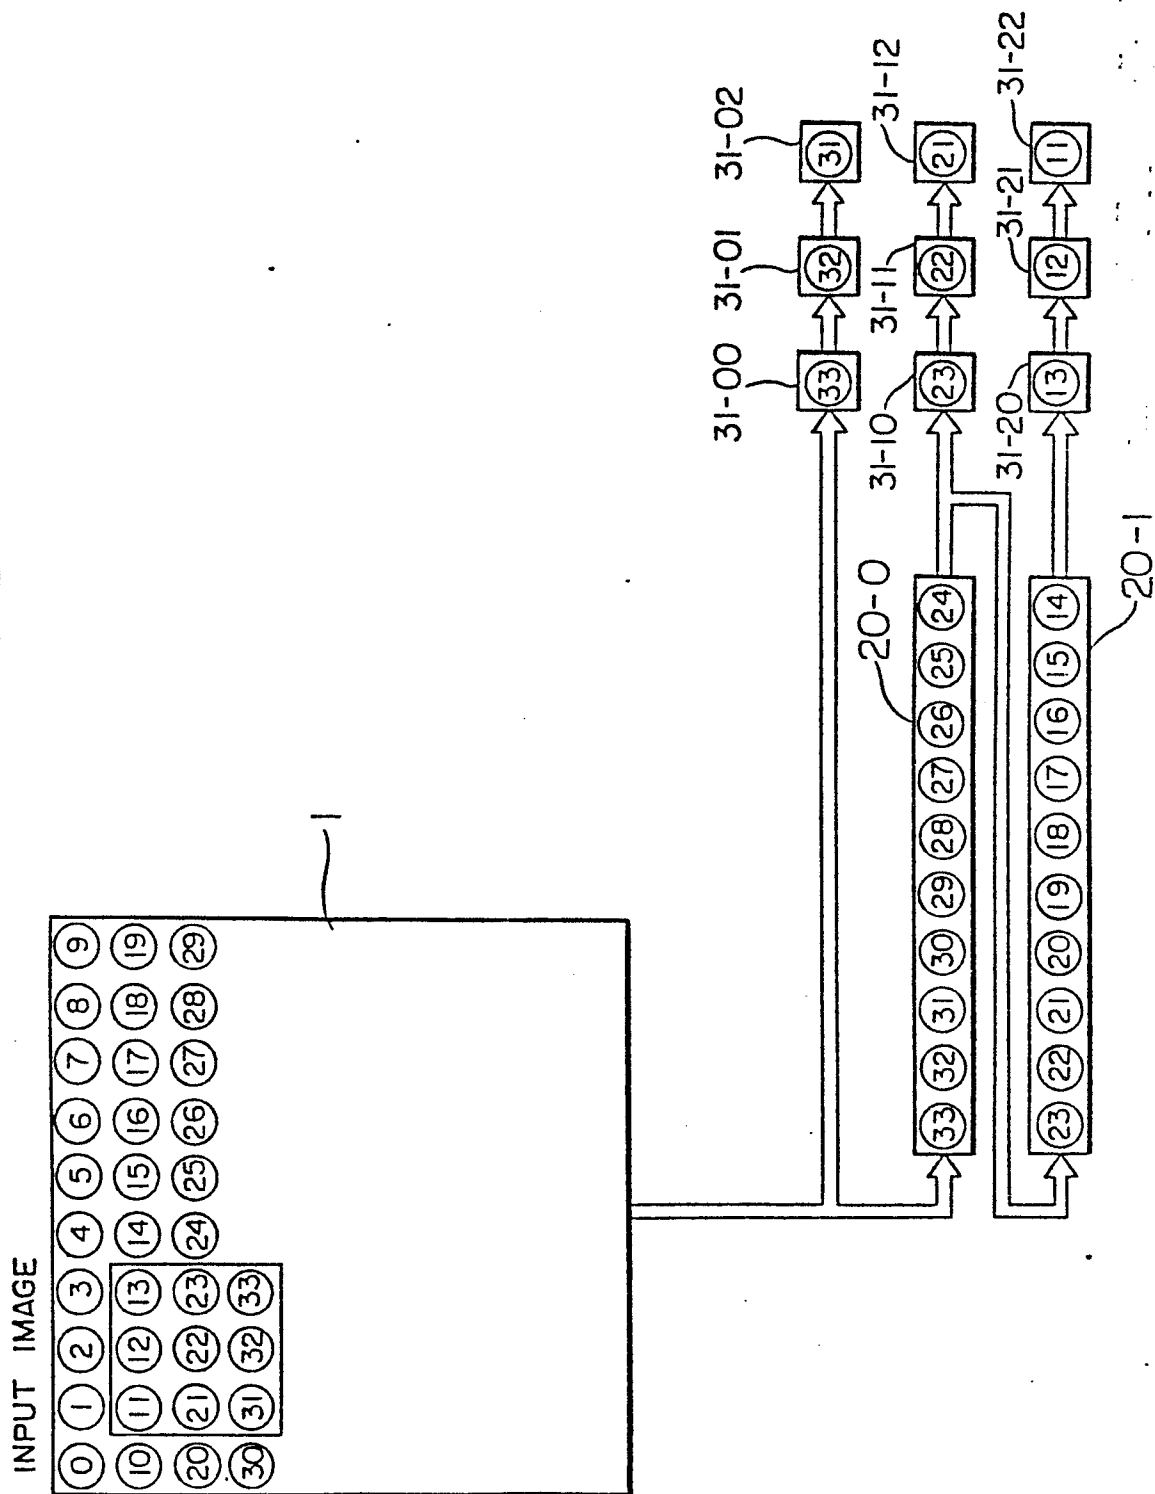 INPUT IMAGE
0 1 2 3 4 5 6 7 8 9
10 11 12 13 14 15 16 17 18 19
20 21 22 23 24 25 26 27 28 29
30 31 32 33
1
31-00 31-01 31-02
33 32 31
20-0
33 32 31 30 29 28 27 26 25 24
31-10 31-11 31-12
23 22 21
23 22 21 20 19 18 17 16 15 14
20-1
31-20 31-21 31-22
13 12 11